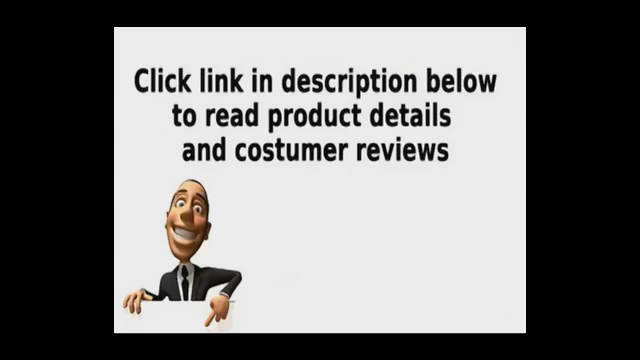 Click link in description below
to read product details
and costumer reviews